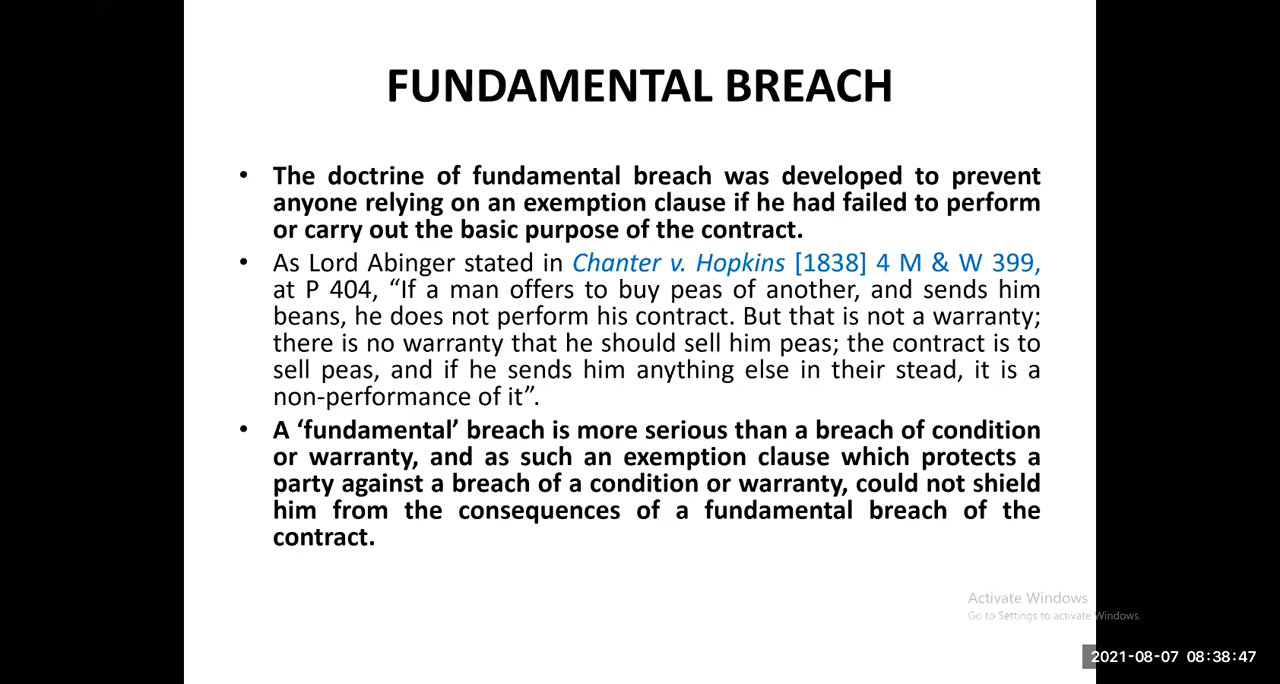 FUNDAMENTAL BREACH
• The doctrine of fundamental breach was developed to prevent
anyone relying on an exemption clause if he had failed to perform
or carry out the basic purpose of the contract.
• As Lord Abinger stated in Chanter v. Hopkins [1838] 4 M & W 399,
at P 404, “If a man offers to buy peas of another, and sends him
beans, he does not perform his contract. But that is not a warranty;
there is no warranty that he should sell him peas; the contract is to
sell peas, and if he sends him anything else in their stead, it is a
non-performance of it”.
• A ‘fundamental’ breach is more serious than a breach of condition
or warranty, and as such an exemption clause which protects a
party against a breach of a condition or warranty, could not shield
him from the consequences of a fundamental breach of the
contract.
Activate Windows
Go to Settings to activate Windows.
2021-08-07 08:38:47